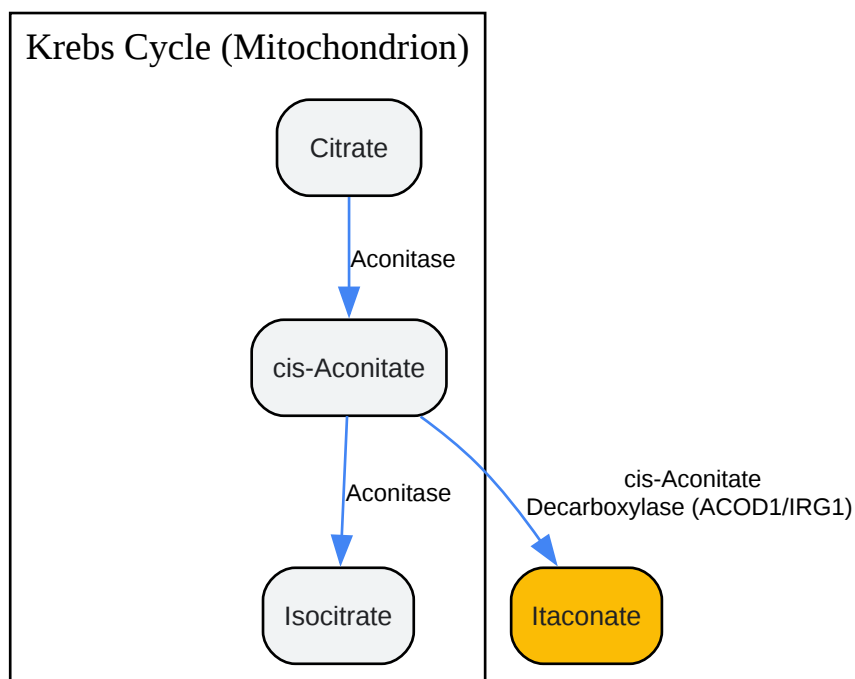 Krebs Cycle (Mitochondrion)
Citrate
Aconitase
cis-Aconitate
Aconitase
cis-Aconitate
Decarboxylase (ACOD1/IRG1)
Isocitrate
Itaconate